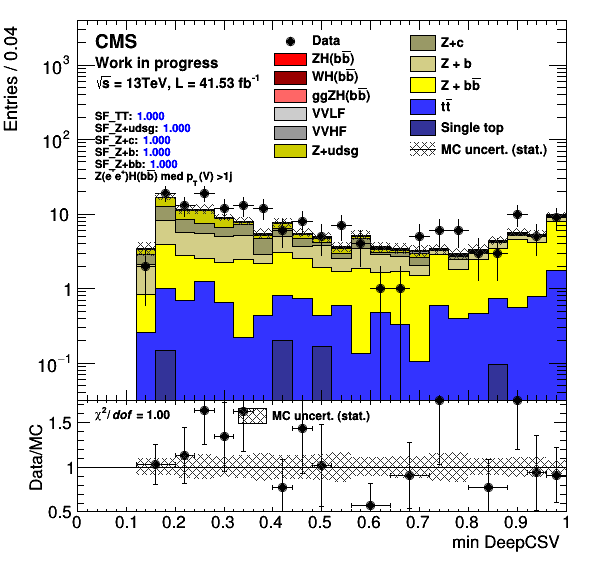 Entries / 0.04
10³
10²
10
1
10⁻¹
CMS
Work in progress
√s = 13TeV, L = 41.53 fb⁻¹
SF_TT: 1.000
SF_Z+udsg: 1.000
SF_Z+c: 1.000
SF_Z+b: 1.000
SF_Z+bb: 1.000
Z(e⁻e⁺)H(bb̅) med p_T(V) >1j
Data
ZH(bb̅)
WH(bb̅)
ggZH(bb̅)
VVLF
VVHF
Z+udsg
Z+c
Z + b
Z + bb̅
tt̅
Single top
MC uncert. (stat.)
Data/MC
1.5
1
0.5
χ²/dof = 1.00
MC uncert. (stat.)
0 0.1 0.2 0.3 0.4 0.5 0.6 0.7 0.8 0.9 1
min DeepCSV